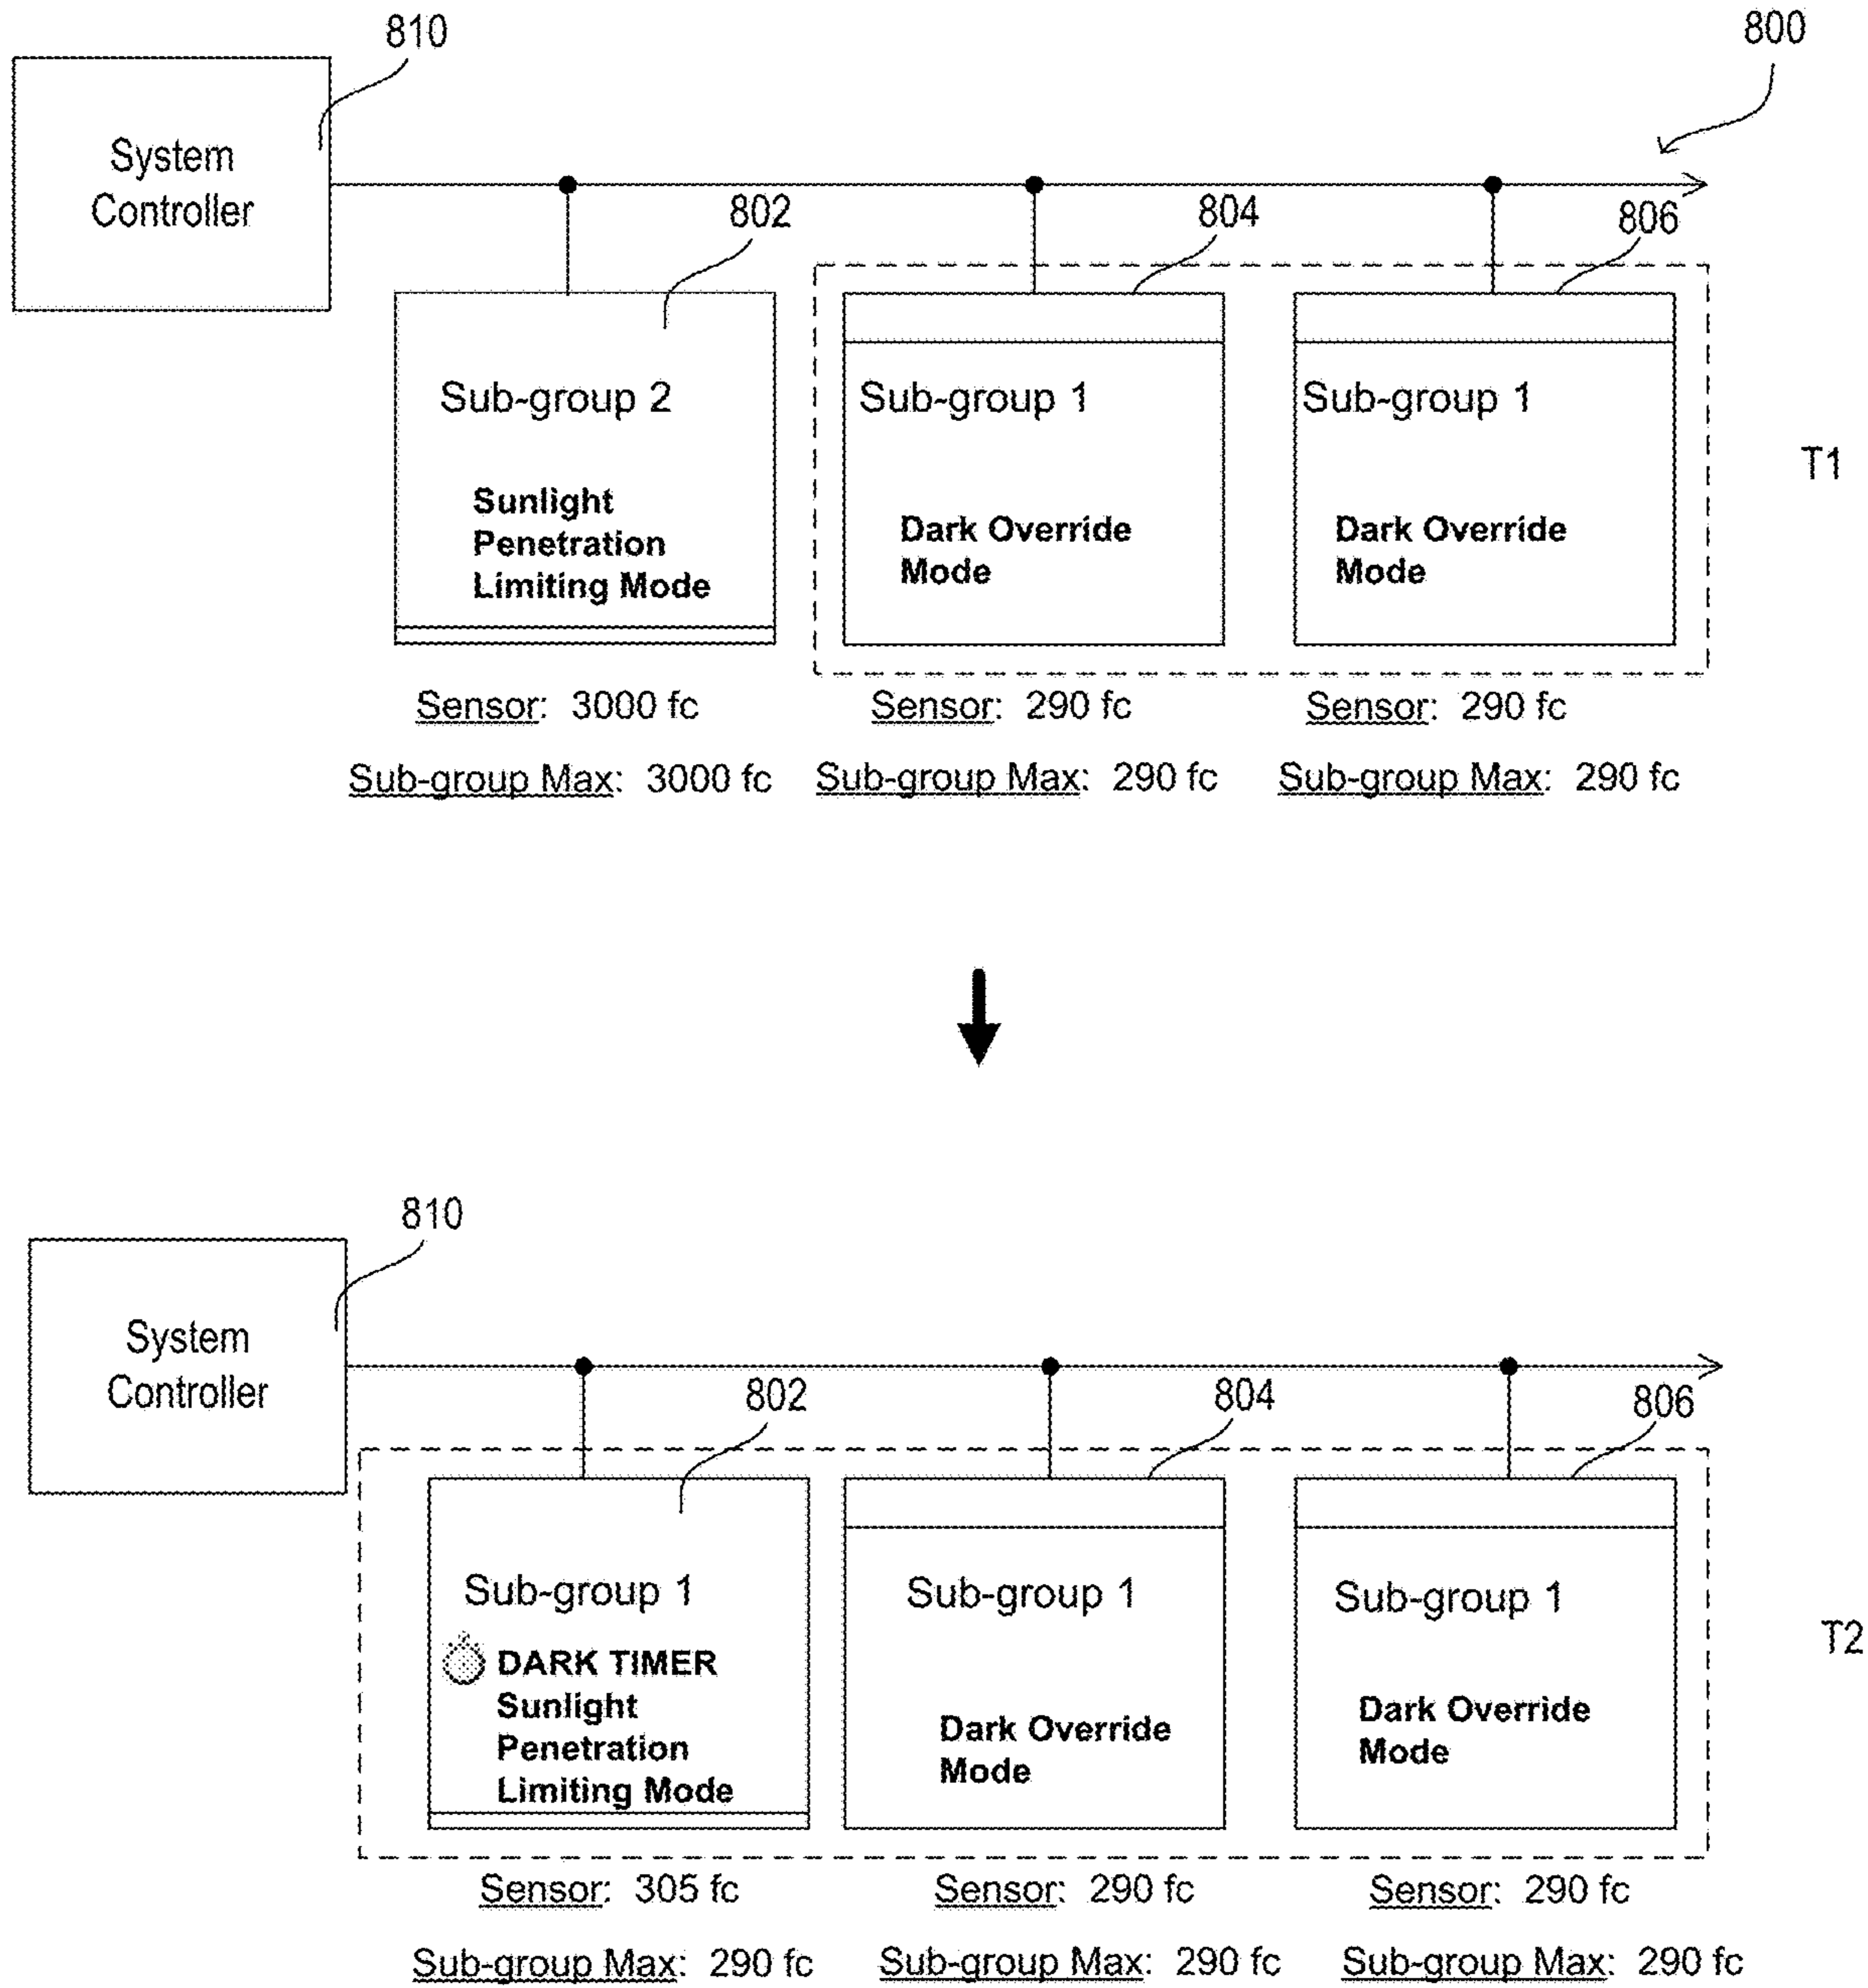 810
800
System
Controller
802
804
806
Sub-group 2
Sunlight
Penetration
Limiting Mode
Sub-group 1
Dark Override
Mode
Sub-group 1
Dark Override
Mode
T1
Sensor: 3000 fc
Sensor: 290 fc
Sensor: 290 fc
Sub-group Max: 3000 fc
Sub-group Max: 290 fc
Sub-group Max: 290 fc
810
System
Controller
802
804
806
Sub-group 1
DARK TIMER
Sunlight
Penetration
Limiting Mode
Sub-group 1
Dark Override
Mode
Sub-group 1
Dark Override
Mode
T2
Sensor: 305 fc
Sensor: 290 fc
Sensor: 290 fc
Sub-group Max: 290 fc
Sub-group Max: 290 fc
Sub-group Max: 290 fc